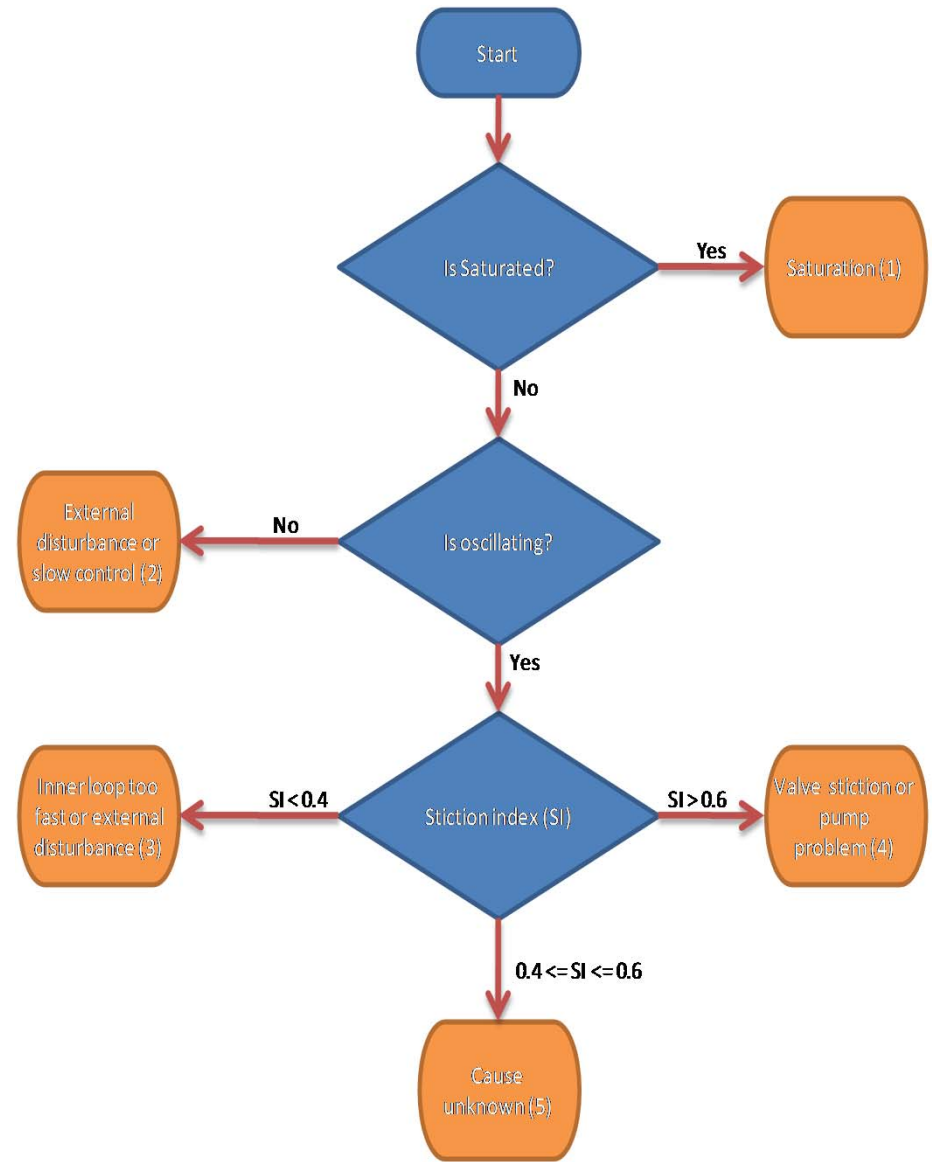 Start
Is Saturated?
Yes
Saturation (1)
No
Is oscillating?
No
External
disturbance or
slow control (2)
Yes
Stiction index (SI)
SI < 0.4
Inner loop too
fast or external
disturbance (3)
SI > 0.6
Valve stiction or
pump
problem (4)
0.4 <= SI <= 0.6
Cause
unknown (5)